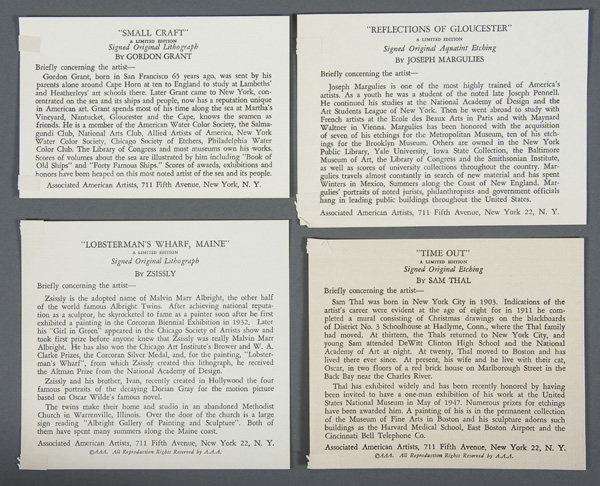 "SMALL CRAFT"
A LIMITED EDITION
Signed Original Lithograph
By GORDON GRANT
Briefly concerning the artist—
Gordon Grant, born in San Francisco 65 years ago, was sent by his
parents alone around Cape Horn at ten to England to study at Lambeths'
and Heatherleys' art schools there. Later Grant came to New York, con-
centrated on the sea and its ships and people, now has a reputation unique
in American art. Grant spends most of his time along the sea at Martha's
Vineyard, Nantucket, Gloucester and the Cape, knows the seamen as
friends. He is a member of the American Water Color Society, the Salma-
gundi Club, National Arts Club, Allied Artists of America, New York
Water Color Society, Chicago Society of Etchers, Philadelphia Water
Color Club. The Library of Congress and most museums own his works.
Scores of volumes about the sea are illustrated by him including "Book of
Old Ships" and "Forty Famous Ships." Scores of awards, exhibitions and
honors have been heaped on this most noted artist of the sea and its people.
Associated American Artists, 711 Fifth Avenue, New York, N. Y.
"REFLECTIONS OF GLOUCESTER"
A LIMITED EDITION
Signed Original Aquatint Etching
By JOSEPH MARGULIES
Briefly concerning the artist—
Joseph Margulies is one of the most highly trained of America's
artists. As a youth he was a student of the noted late Joseph Pennell.
He continued his studies at the National Academy of Design and the
Art Students League of New York. Then he went abroad to study with
French artists at the Ecole des Beaux Arts in Paris and with Maynard
Waltner in Vienna. Margulies has been honored with the acquisition
of seven of his etchings for the Metropolitan Museum, ten of his etch-
ings for the Brooklyn Museum. Others are owned in the New York
Public Library, Yale University, Iowa State Collection, the Baltimore
Museum of Art, the Library of Congress and the Smithsonian Institute,
as well as scores of university collections throughout the country. Mar-
gulies travels almost constantly in search of new material and has spent
Winters in Mexico, Summers along the Coast of New England. Mar-
gulies' portraits of noted jurists, philanthropists and government officials
hang in leading public buildings throughout the United States.
Associated American Artists, 711 Fifth Avenue, New York 22, N. Y.
"LOBSTERMAN'S WHARF, MAINE"
A LIMITED EDITION
Signed Original Lithograph
By ZSISSLY
Briefly concerning the artist—
Zsissly is the adopted name of Malvin Marr Albright, the other half
of the world famous Albright Twins. After achieving national reputa-
tion as a sculptor, he skyrocketed to fame as a painter soon after he first
exhibited a painting in the Corcoran Biennial Exhibition in 1932. Later
his "Girl in Green" appeared in the Chicago Society of Artists show and
took first prize before anyone knew that Zsissly was really Malvin Marr
Albright. He has also won the Chicago Art Institute's Brower and W. A.
Clarke Prizes, the Corcoran Silver Medal, and, for the painting, "Lobster-
man's Wharf", from which Zsissly created this lithograph, he received
the Altman Prize from the National Academy of Design.
Zsissly and his brother, Ivan, recently created in Hollywood the four
famous portraits of the decaying Dorian Gray for the motion picture
based on Oscar Wilde's famous novel.
The twins make their home and studio in an abandoned Methodist
Church in Warrenville, Illinois. Over the door of the church is a large
sign reading "Albright Gallery of Painting and Sculpture". Both of
them have spent many summers along the Maine coast.
Associated American Artists, 711 Fifth Avenue, New York 22, N. Y.
©AAA. All Reproduction Rights Reserved by A.A.A.
"TIME OUT"
A LIMITED EDITION
Signed Original Etching
By SAM THAL
Briefly concerning the artist—
Sam Thal was born in New York City in 1903. Indications of the
artist's career were evident at the age of eight for in 1911 he com-
pleted a mural consisting of Christmas drawings on the blackboards
of District No. 3 Schoolhouse at Hadlyme, Conn., where the Thal family
had moved. At thirteen, the Thals returned to New York City, and
young Sam attended DeWitt Clinton High School and the National
Academy of Art at night. At twenty, Thal moved to Boston and has
lived there ever since. At present, his wife and he live with their cat,
Oscar, in two floors of a red brick house on Marlborough Street in the
Back Bay near the Charles River.
Thal has exhibited widely and has been recently honored by having
been invited to have a one-man exhibition of his work at the United
States National Museum in May of 1947. Numerous prizes for etchings
have been awarded him. A painting of his is in the permanent collection
of the Museum of Fine Arts in Boston and his sculpture adorns such
buildings as the Harvard Medical School, East Boston Airport and the
Cincinnati Bell Telephone Co.
Associated American Artists, 711 Fifth Avenue, New York 22, N. Y.
©AAA. All Reproduction Rights Reserved by A.A.A.